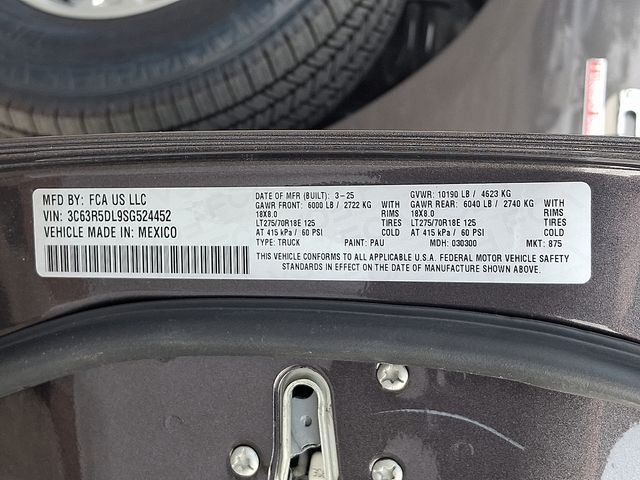 MFD BY: FCA US LLC
VIN: 3C63R5DL9SG524452
VEHICLE MADE IN: MEXICO
DATE OF MFR (BUILT): 3-25
GAWR FRONT: 6000 LB / 2722 KG WITH
18X8.0 RIMS
LT275/70R18E 125 TIRES
AT 415 kPa / 60 PSI COLD
TYPE: TRUCK PAINT: PAU
GVWR: 10190 LB / 4623 KG
GAWR REAR: 6040 LB / 2740 KG WITH
18X8.0 RIMS
LT275/70R18E 125 TIRES
AT 415 kPa / 60 PSI COLD
MDH: 030300 MKT: 875
THIS VEHICLE CONFORMS TO ALL APPLICABLE U.S.A. FEDERAL MOTOR VEHICLE SAFETY
STANDARDS IN EFFECT ON THE DATE OF MANUFACTURE SHOWN ABOVE.